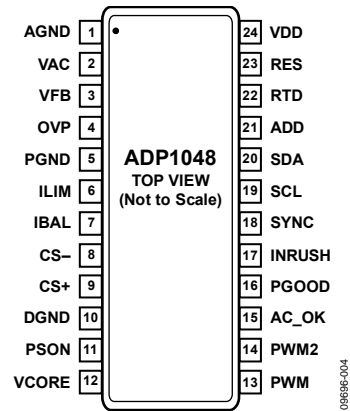 AGND 1 24 VDD
VAC 2 23 RES
VFB 3 22 RTD
OVP 4 21 ADD
PGND 5 ADP1048 20 SDA
TOP VIEW
ILIM 6 (Not to Scale) 19 SCL
IBAL 7 18 SYNC
CS– 8 17 INRUSH
CS+ 9 16 PGOOD
DGND 10 15 AC_OK
PSON 11 14 PWM2
VCORE 12 13 PWM
09696-004